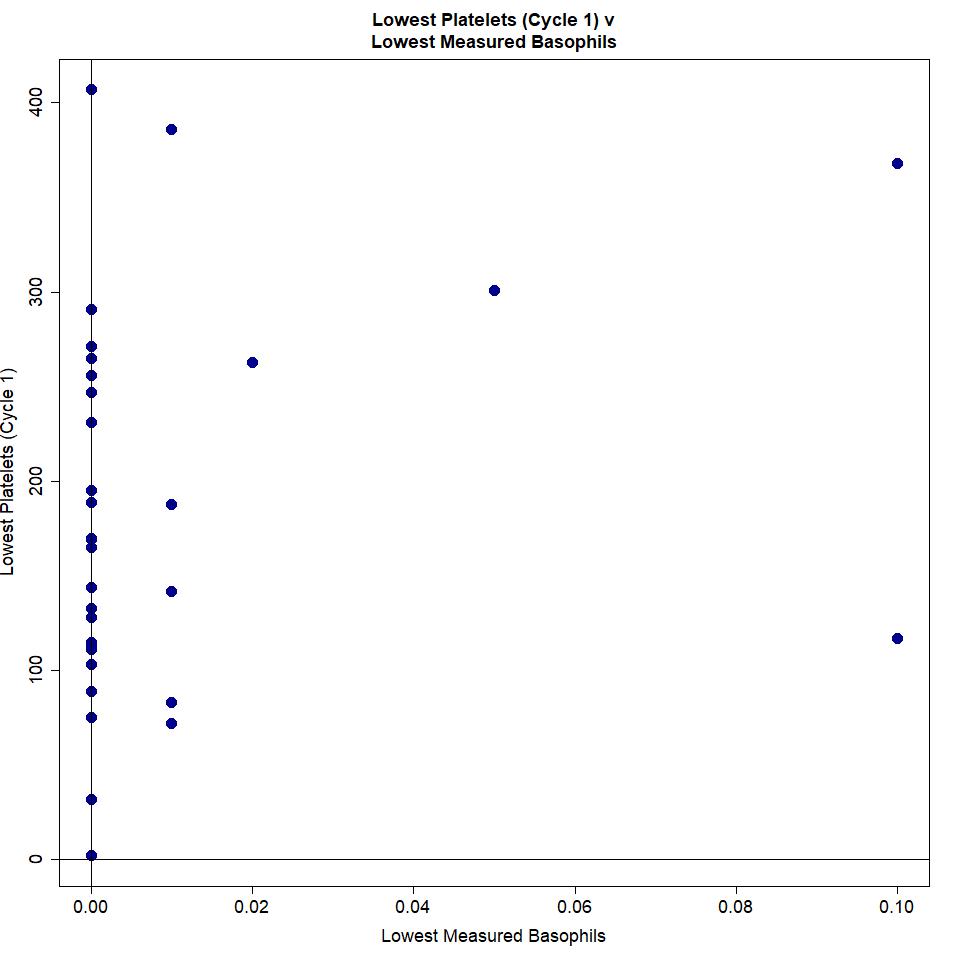 Lowest Platelets (Cycle 1) v
Lowest Measured Basophils
400
300
200
100
0
Lowest Platelets (Cycle 1)
0.00 0.02 0.04 0.06 0.08 0.10
Lowest Measured Basophils